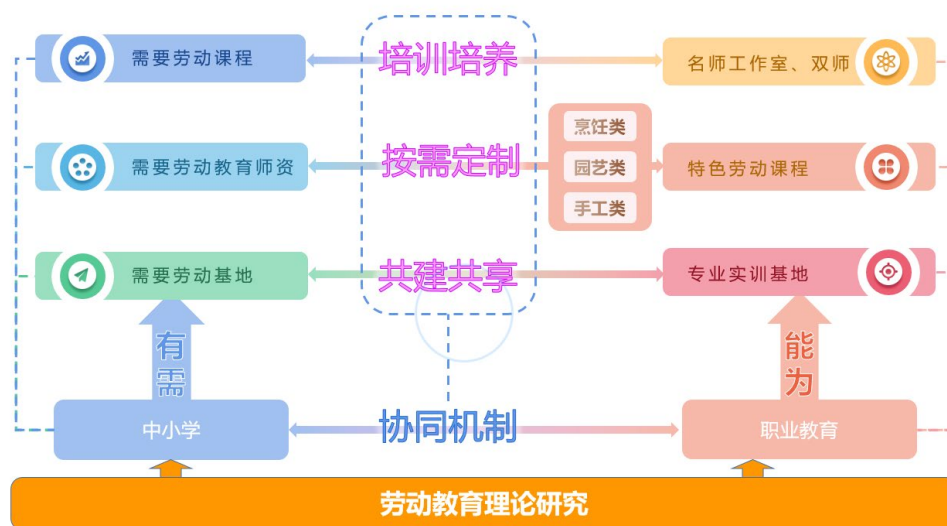 需要劳动课程
培训培养
名师工作室、双师
烹饪类
需要劳动教育师资
按需定制
园艺类
特色劳动课程
手工类
需要劳动基地
共建共享
专业实训基地
有需
能为
中小学
协同机制
职业教育
劳动教育理论研究